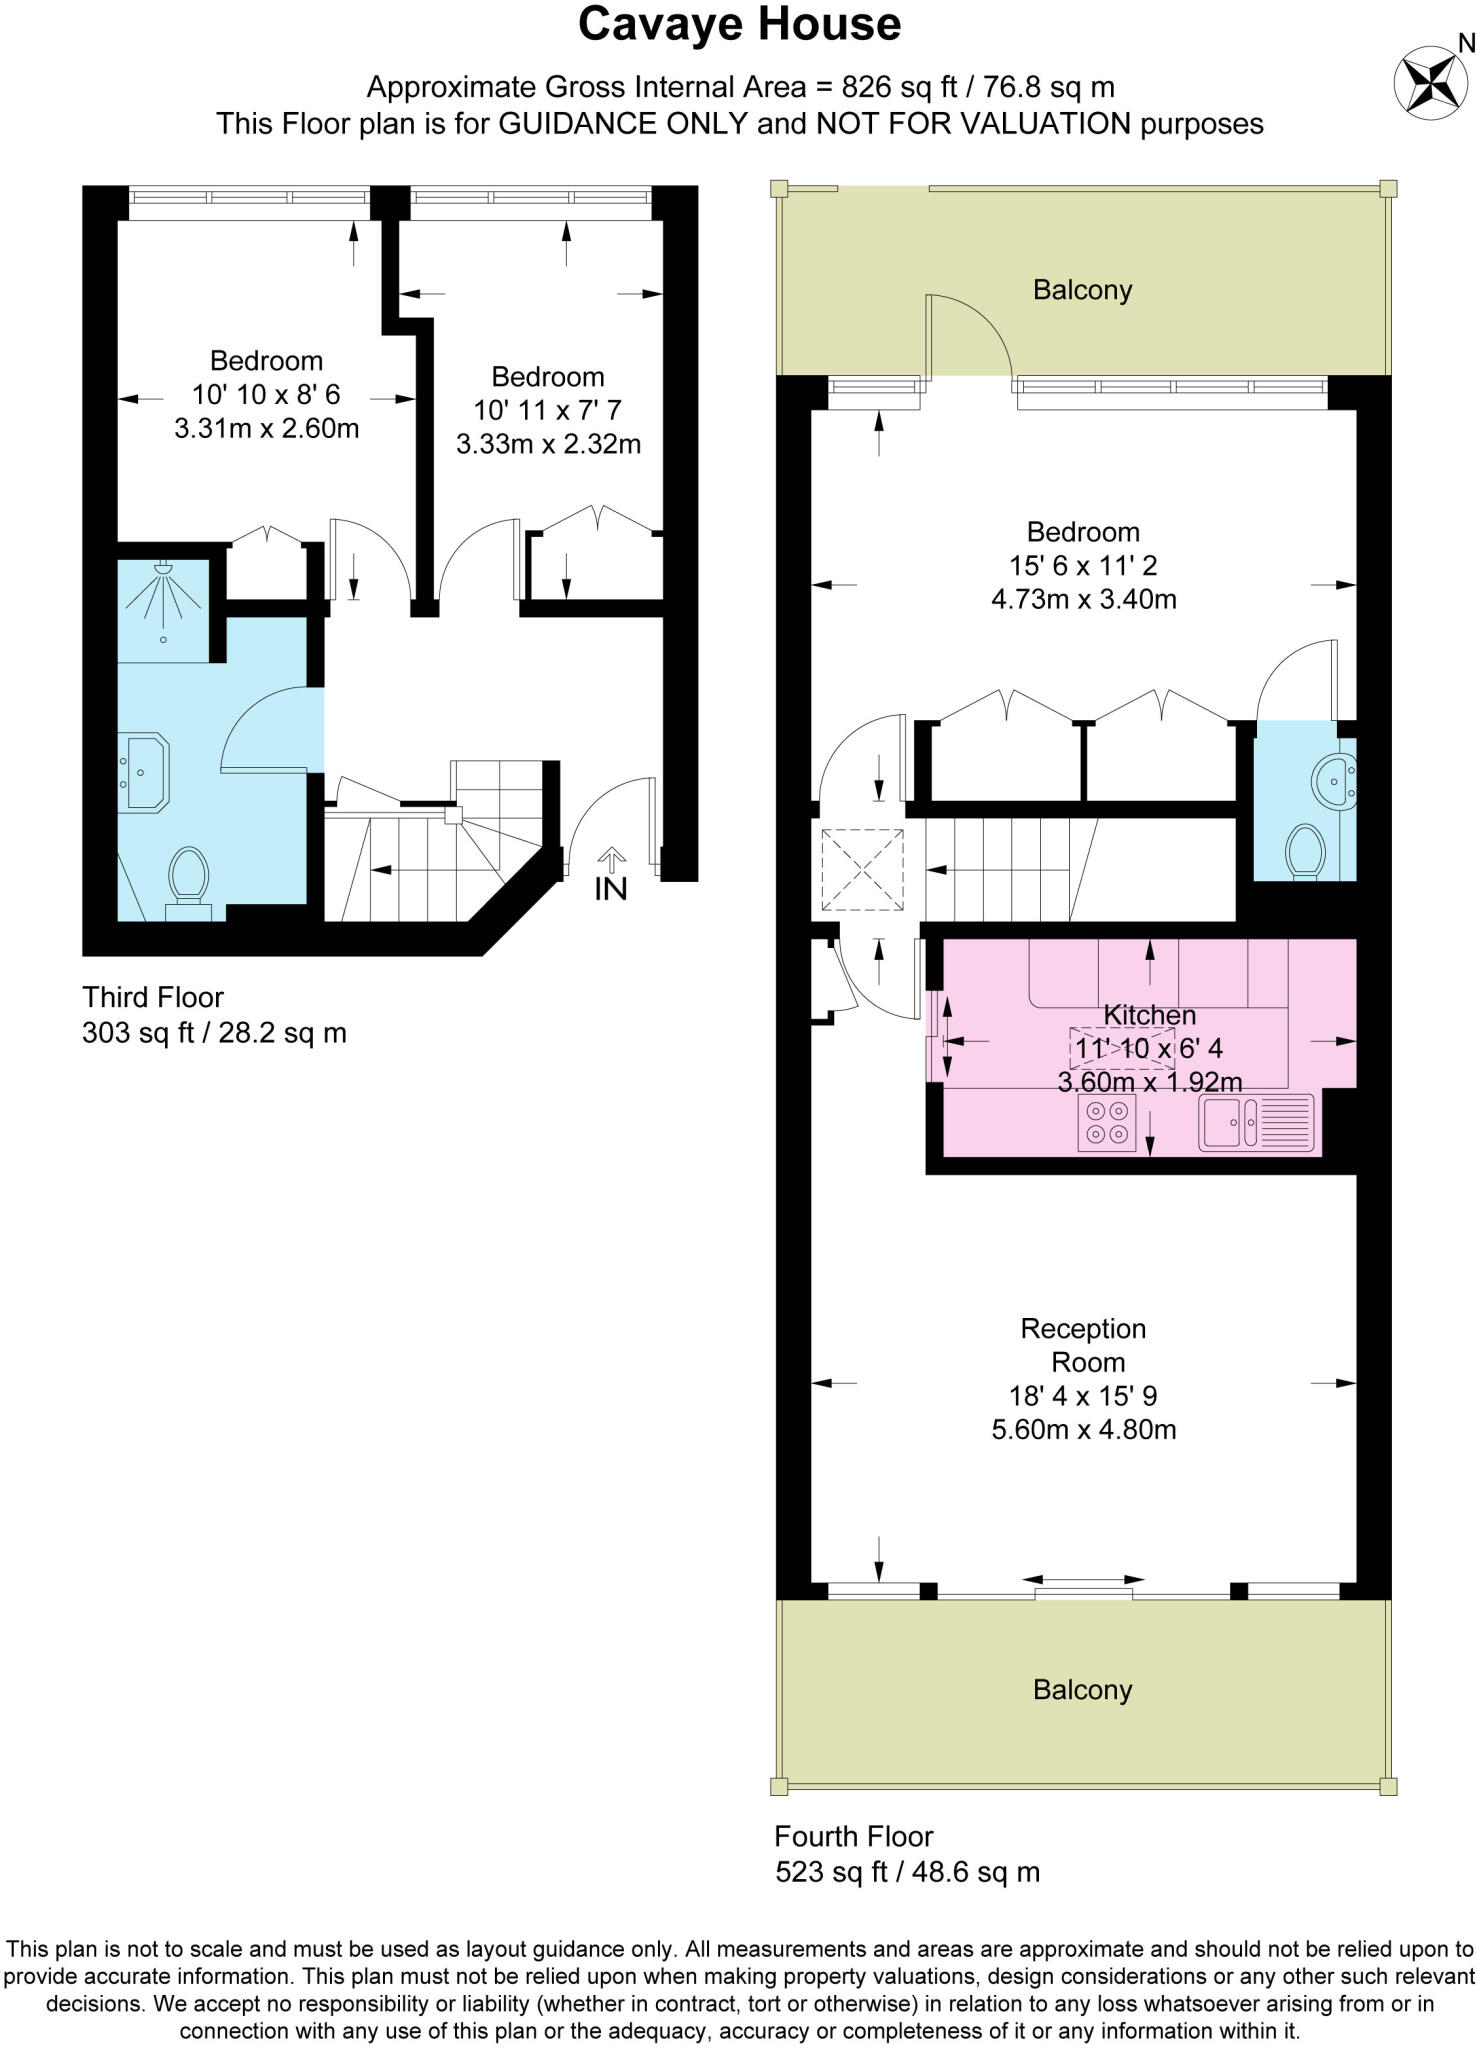 Cavaye House
Approximate Gross Internal Area = 826 sq ft / 76.8 sq m
This Floor plan is for GUIDANCE ONLY and NOT FOR VALUATION purposes
N
Bedroom
10' 10 x 8' 6
3.31m x 2.60m
Bedroom
10' 11 x 7' 7
3.33m x 2.32m
IN
Third Floor
303 sq ft / 28.2 sq m
Balcony
Bedroom
15' 6 x 11' 2
4.73m x 3.40m
Kitchen
11' 10 x 6' 4
3.60m x 1.92m
Reception
Room
18' 4 x 15' 9
5.60m x 4.80m
Balcony
Fourth Floor
523 sq ft / 48.6 sq m
This plan is not to scale and must be used as layout guidance only. All measurements and areas are approximate and should not be relied upon to
provide accurate information. This plan must not be relied upon when making property valuations, design considerations or any other such relevant
decisions. We accept no responsibility or liability (whether in contract, tort or otherwise) in relation to any loss whatsoever arising from or in
connection with any use of this plan or the adequacy, accuracy or completeness of it or any information within it.